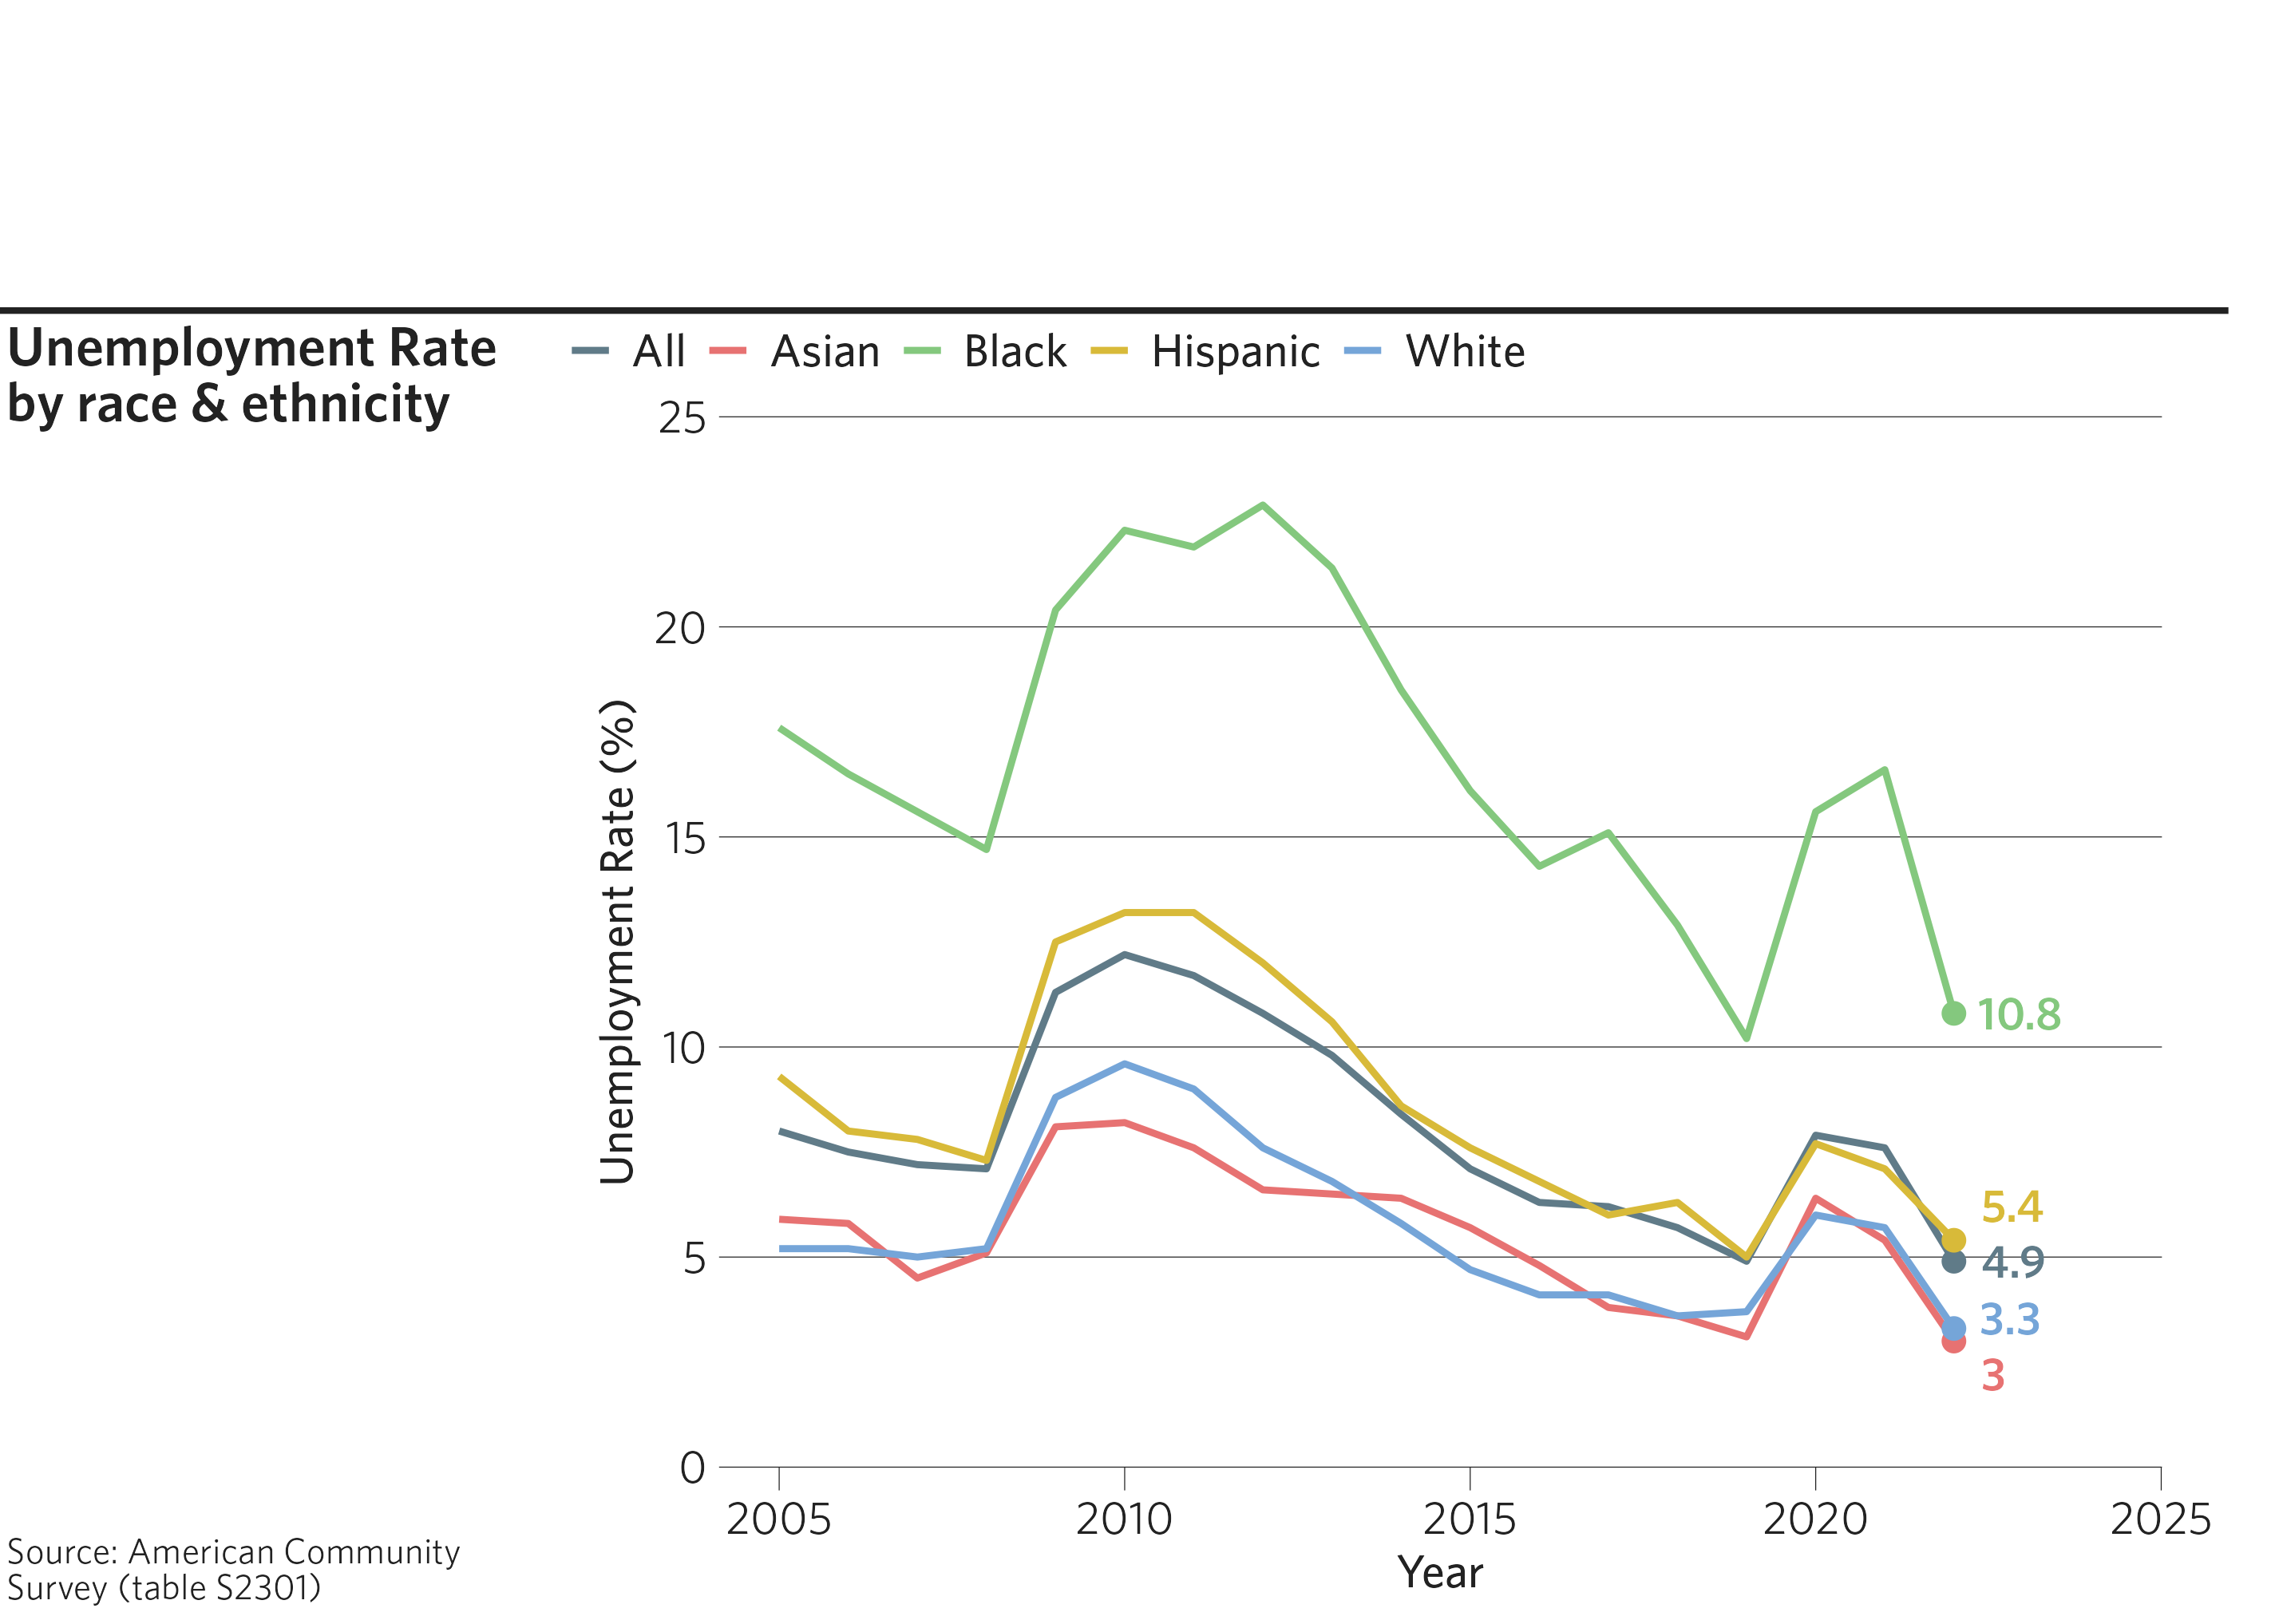 Unemployment Rate
by race & ethnicity
All Asian Black Hispanic White
25
20
15
10
5
0
Unemployment Rate (%)
10.8
5.4
4.9
3.3
3
2005 2010 2015 2020 2025
Year
Source: American Community
Survey (table S2301)